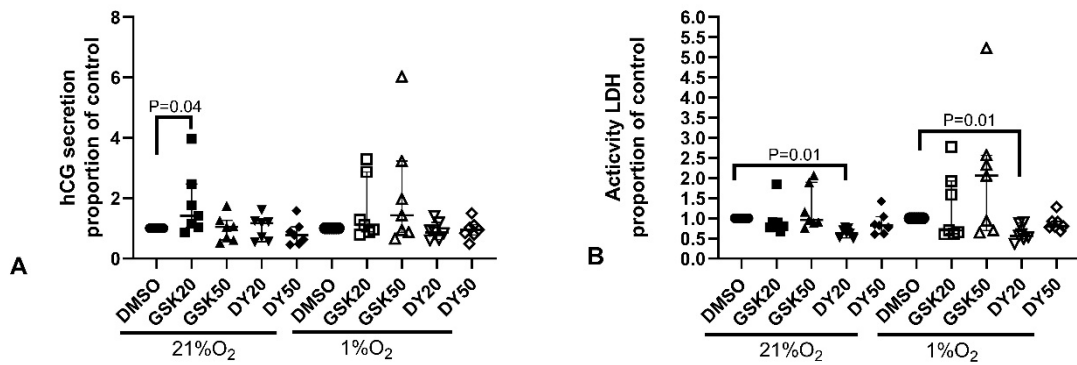 A
hCG secretion
proportion of control
8
6
4
2
0
P=0.04
DMSO
GSK20
GSK50
DY20
DY50
DMSO
GSK20
GSK50
DY20
DY50
21%O₂
1%O₂
B
Acticvity LDH
proportion of control
6.0
5.5
5.0
4.5
4.0
3.5
3.0
2.5
2.0
1.5
1.0
0.5
0.0
P=0.01
P=0.01
DMSO
GSK20
GSK50
DY20
DY50
DMSO
GSK20
GSK50
DY20
DY50
21%O₂
1%O₂